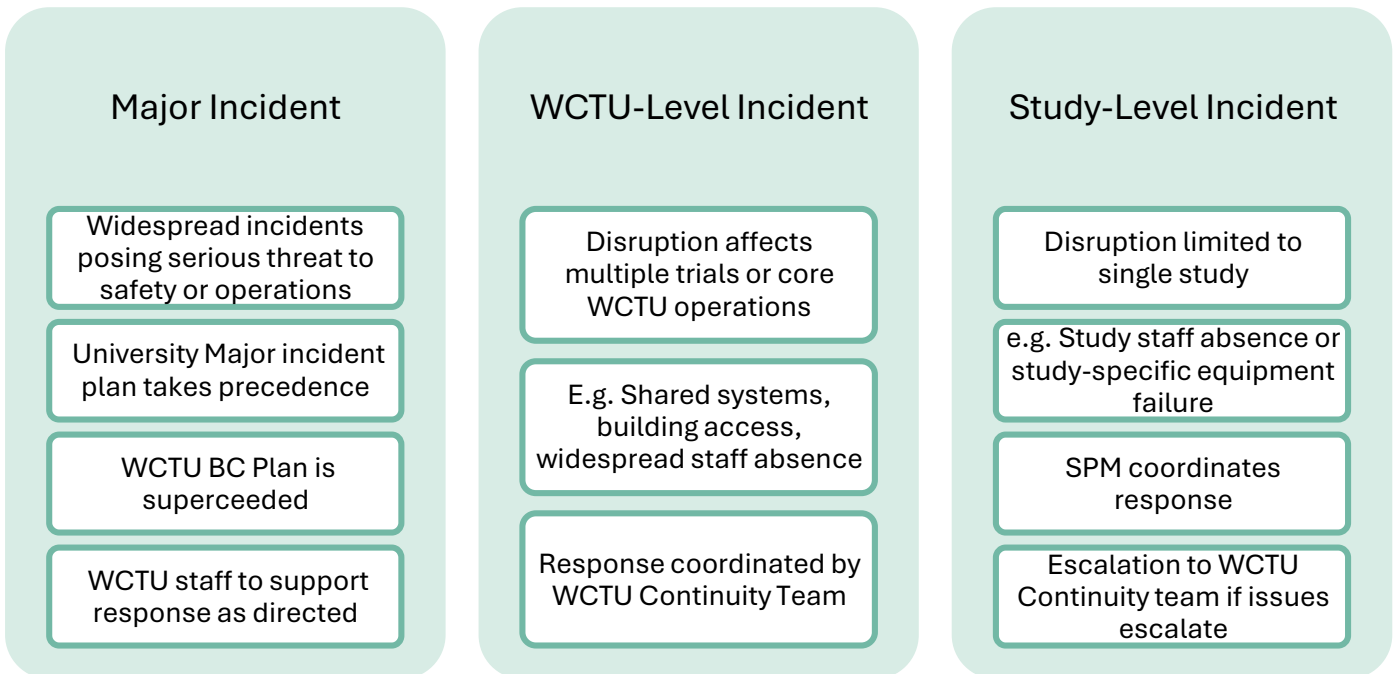 Major Incident
Widespread incidents
posing serious threat to
safety or operations
University Major incident
plan takes precedence
WCTU BC Plan is
superceeded
WCTU staff to support
response as directed
WCTU-Level Incident
Disruption affects
multiple trials or core
WCTU operations
E.g. Shared systems,
building access,
widespread staff absence
Response coordinated by
WCTU Continuity Team
Study-Level Incident
Disruption limited to
single study
e.g. Study staff absence or
study-specific equipment
failure
SPM coordinates
response
Escalation to WCTU
Continuity team if issues
escalate